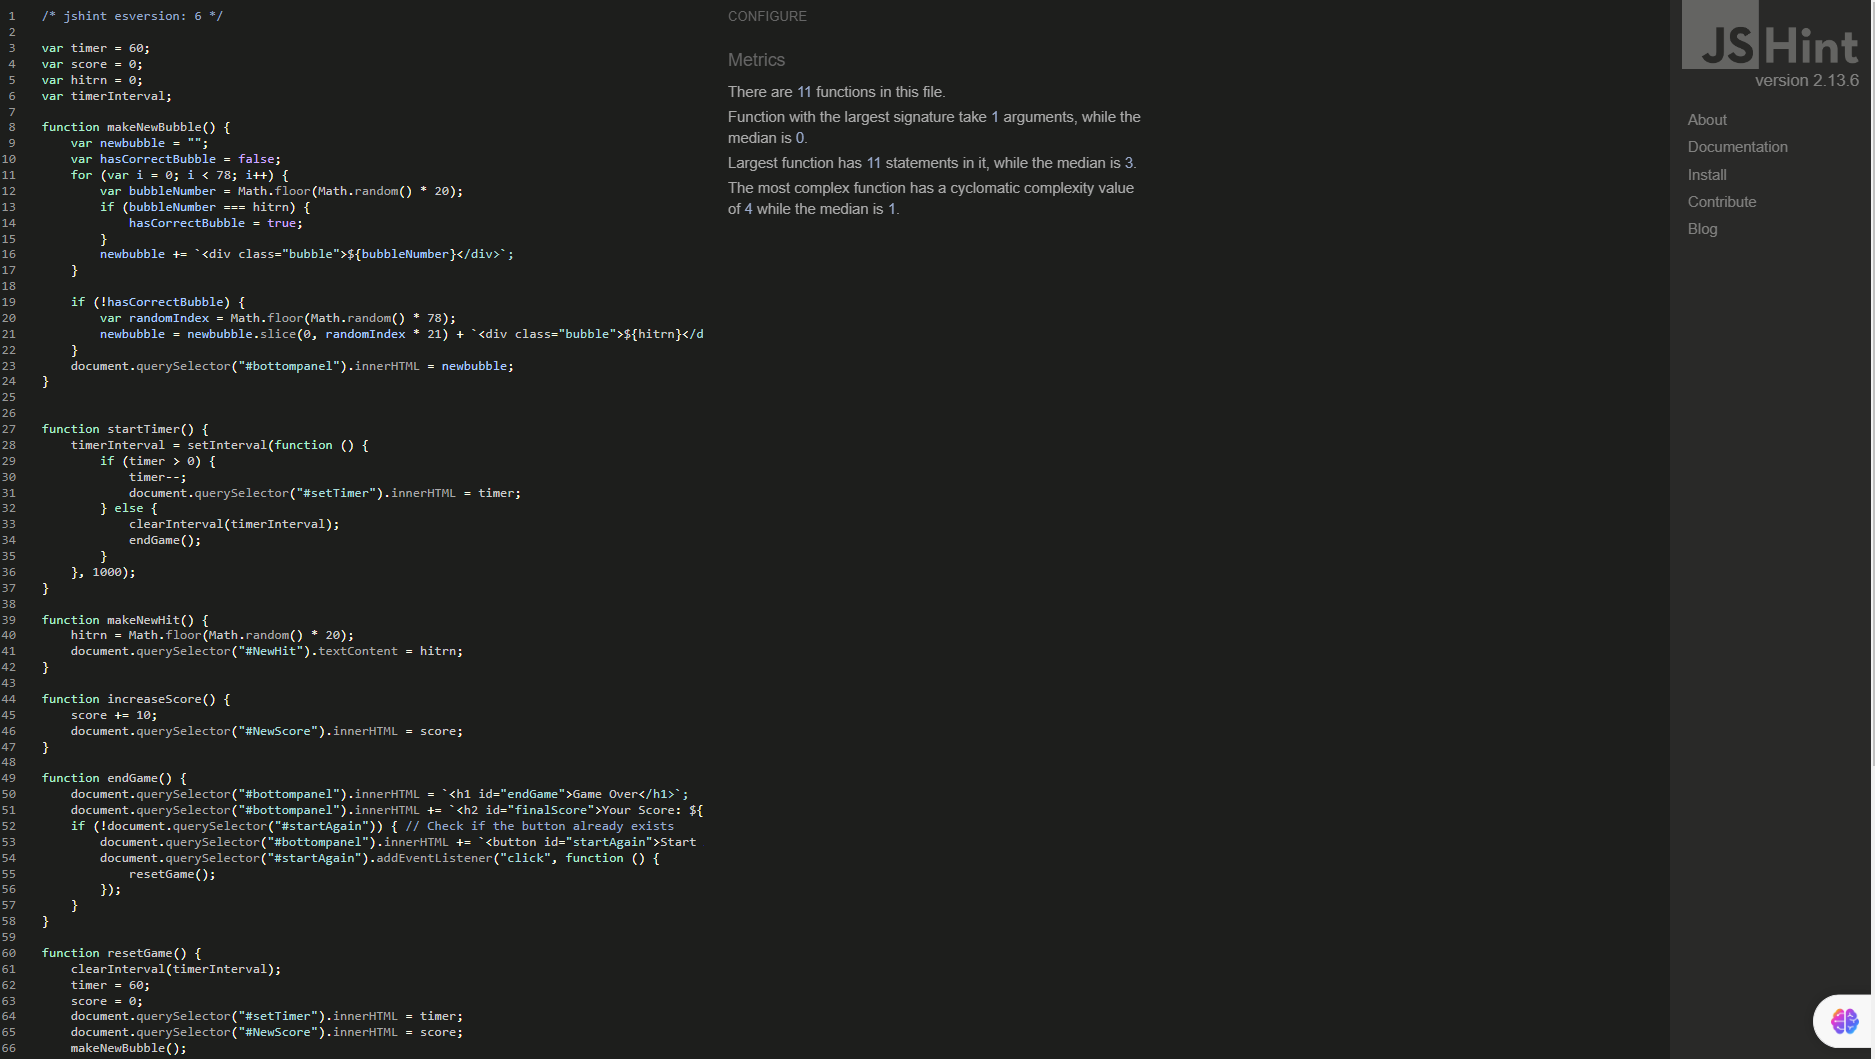 1 /* jshint esversion: 6 */
2
3 var timer = 60;
4 var score = 0;
5 var hitrn = 0;
6 var timerInterval;
7
8 function makeNewBubble() {
9 var newbubble = "";
10 var hasCorrectBubble = false;
11 for (var i = 0; i < 78; i++) {
12 var bubbleNumber = Math.floor(Math.random() * 20);
13 if (bubbleNumber === hitrn) {
14 hasCorrectBubble = true;
15 }
16 newbubble += `<div class="bubble">${bubbleNumber}</div>`;
17 }
18
19 if (!hasCorrectBubble) {
20 var randomIndex = Math.floor(Math.random() * 78);
21 newbubble = newbubble.slice(0, randomIndex * 21) + `<div class="bubble">${hitrn}</d
22 }
23 document.querySelector("#bottompanel").innerHTML = newbubble;
24 }
25
26
27 function startTimer() {
28 timerInterval = setInterval(function () {
29 if (timer > 0) {
30 timer--;
31 document.querySelector("#setTimer").innerHTML = timer;
32 } else {
33 clearInterval(timerInterval);
34 endGame();
35 }
36 }, 1000);
37 }
38
39 function makeNewHit() {
40 hitrn = Math.floor(Math.random() * 20);
41 document.querySelector("#NewHit").textContent = hitrn;
42 }
43
44 function increaseScore() {
45 score += 10;
46 document.querySelector("#NewScore").innerHTML = score;
47 }
48
49 function endGame() {
50 document.querySelector("#bottompanel").innerHTML = `<h1 id="endGame">Game Over</h1>`;
51 document.querySelector("#bottompanel").innerHTML += `<h2 id="finalScore">Your Score: ${
52 if (!document.querySelector("#startAgain")) { // Check if the button already exists
53 document.querySelector("#bottompanel").innerHTML += `<button id="startAgain">Start
54 document.querySelector("#startAgain").addEventListener("click", function () {
55 resetGame();
56 });
57 }
58 }
59
60 function resetGame() {
61 clearInterval(timerInterval);
62 timer = 60;
63 score = 0;
64 document.querySelector("#setTimer").innerHTML = timer;
65 document.querySelector("#NewScore").innerHTML = score;
66 makeNewBubble();
CONFIGURE
Metrics
There are 11 functions in this file.
Function with the largest signature take 1 arguments, while the
median is 0.
Largest function has 11 statements in it, while the median is 3.
The most complex function has a cyclomatic complexity value
of 4 while the median is 1.
JSHint
version 2.13.6
About
Documentation
Install
Contribute
Blog